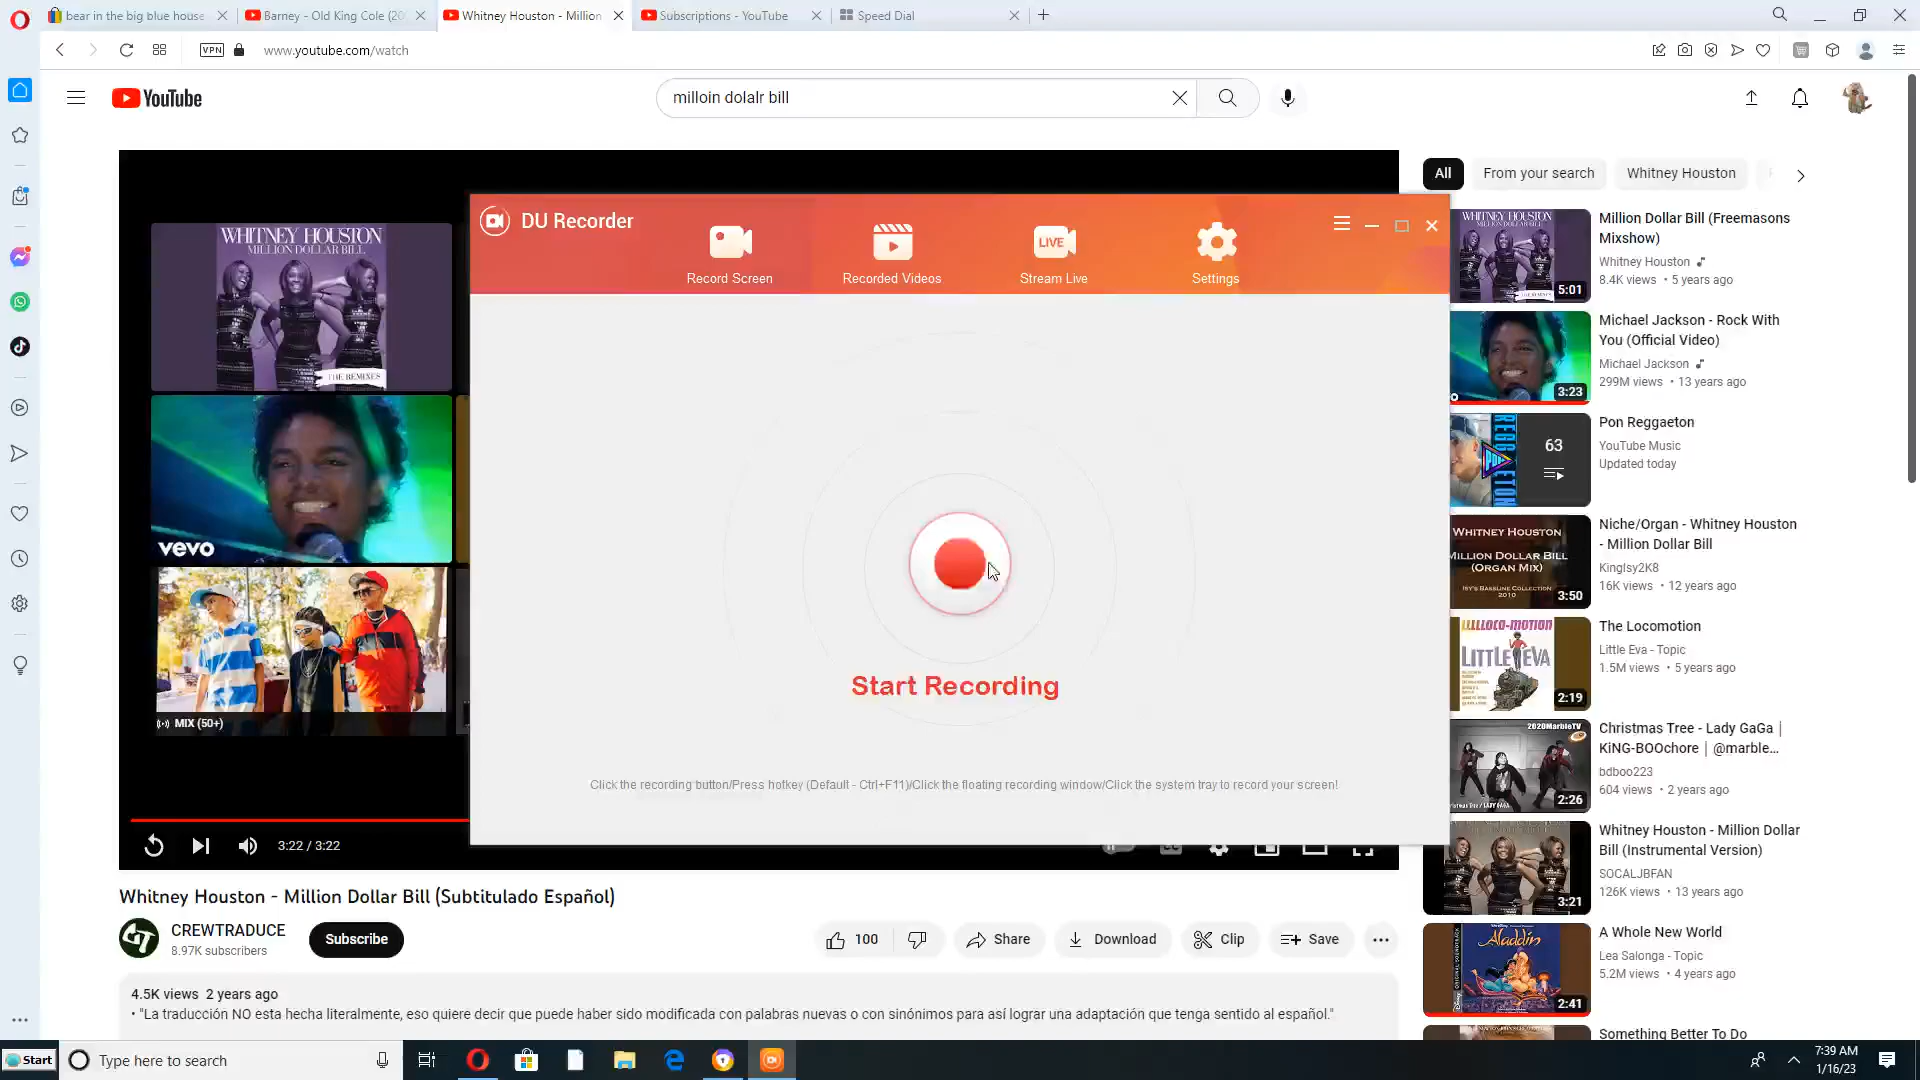 bear in the big blue house
Barney - Old King Cole (20
Whitney Houston - Million
Subscriptions - YouTube
Speed Dial
VPN
www.youtube.com/watch
YouTube
milloin dolalr bill
All
From your search
Whitney Houston
WHITNEY HOUSTON
MILLION DOLLAR BILL
THE REMIXES
vevo
MIX (50+)
DU Recorder
Record Screen
Recorded Videos
LIVE
Stream Live
Settings
Start Recording
Click the recording button/Press hotkey (Default - Ctrl+F11)/Click the floating recording window/Click the system tray to record your screen!
3:22 / 3:22
Whitney Houston - Million Dollar Bill (Subtitulado Español)
CREWTRADUCE
8.97K subscribers
Subscribe
100
Share
Download
Clip
Save
4.5K views 2 years ago
• "La traducción NO esta hecha literalmente, eso quiere decir que puede haber sido modificada con palabras nuevas o con sinónimos para así lograr una adaptación que tenga sentido al español."
WHITNEY HOUSTON
5:01
Million Dollar Bill (Freemasons
Mixshow)
Whitney Houston
8.4K views • 5 years ago
3:23
Michael Jackson - Rock With
You (Official Video)
Michael Jackson
299M views • 13 years ago
63
Pon Reggaeton
YouTube Music
Updated today
WHITNEY HOUSTON
MILLION DOLLAR BILL
(ORGAN MIX)
ISY'S BASSLINE COLLECTION
2010
3:50
Niche/Organ - Whitney Houston
- Million Dollar Bill
KingIsy2K8
16K views • 12 years ago
LITTLE EVA
2:19
The Locomotion
Little Eva - Topic
1.5M views • 5 years ago
2020MarbleTV
Christmas Tree / LADY GAGA
2:26
Christmas Tree - Lady GaGa |
KiNG-BOOchore | @marble...
bdboo223
604 views • 2 years ago
3:21
Whitney Houston - Million Dollar
Bill (Instrumental Version)
SOCALJBFAN
126K views • 13 years ago
Aladdin
2:41
A Whole New World
Lea Salonga - Topic
5.2M views • 4 years ago
Something Better To Do
Start
Type here to search
7:39 AM
1/16/23